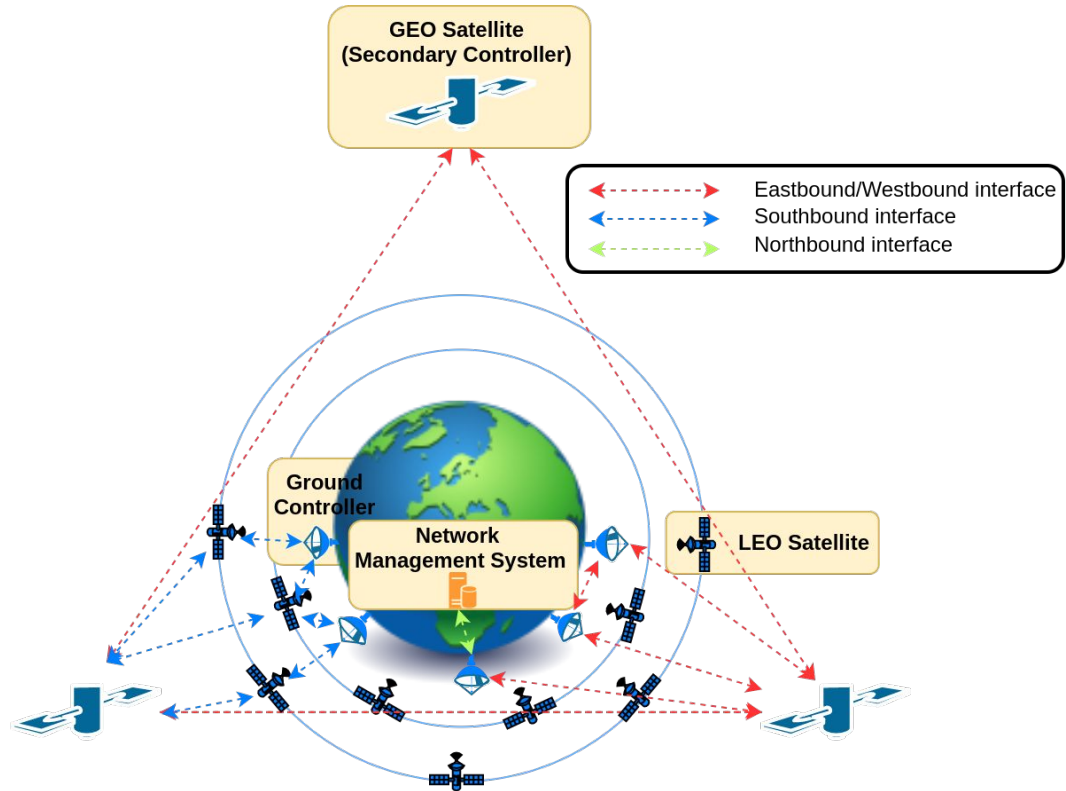 GEO Satellite
(Secondary Controller)
Eastbound/Westbound interface
Southbound interface
Northbound interface
Ground
Controller
Network
Management System
LEO Satellite